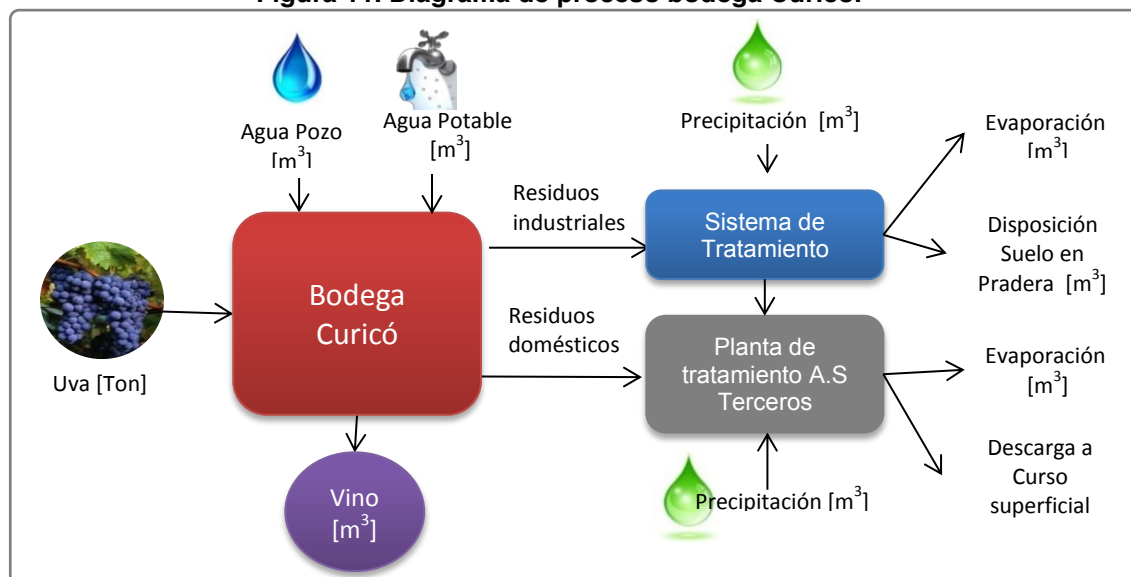 Figura 11. Diagrama de proceso bodega Curicó.
Agua Pozo
[m³]
Agua Potable
[m³]
Precipitación [m³]
Evaporación
[m³]
Residuos
industriales
Sistema de
Tratamiento
Disposición
Suelo en
Pradera [m³]
Bodega
Curicó
Uva [Ton]
Residuos
domésticos
Planta de
tratamiento A.S
Terceros
Evaporación
[m³]
Vino
[m³]
Precipitación [m³]
Descarga a
Curso
superficial